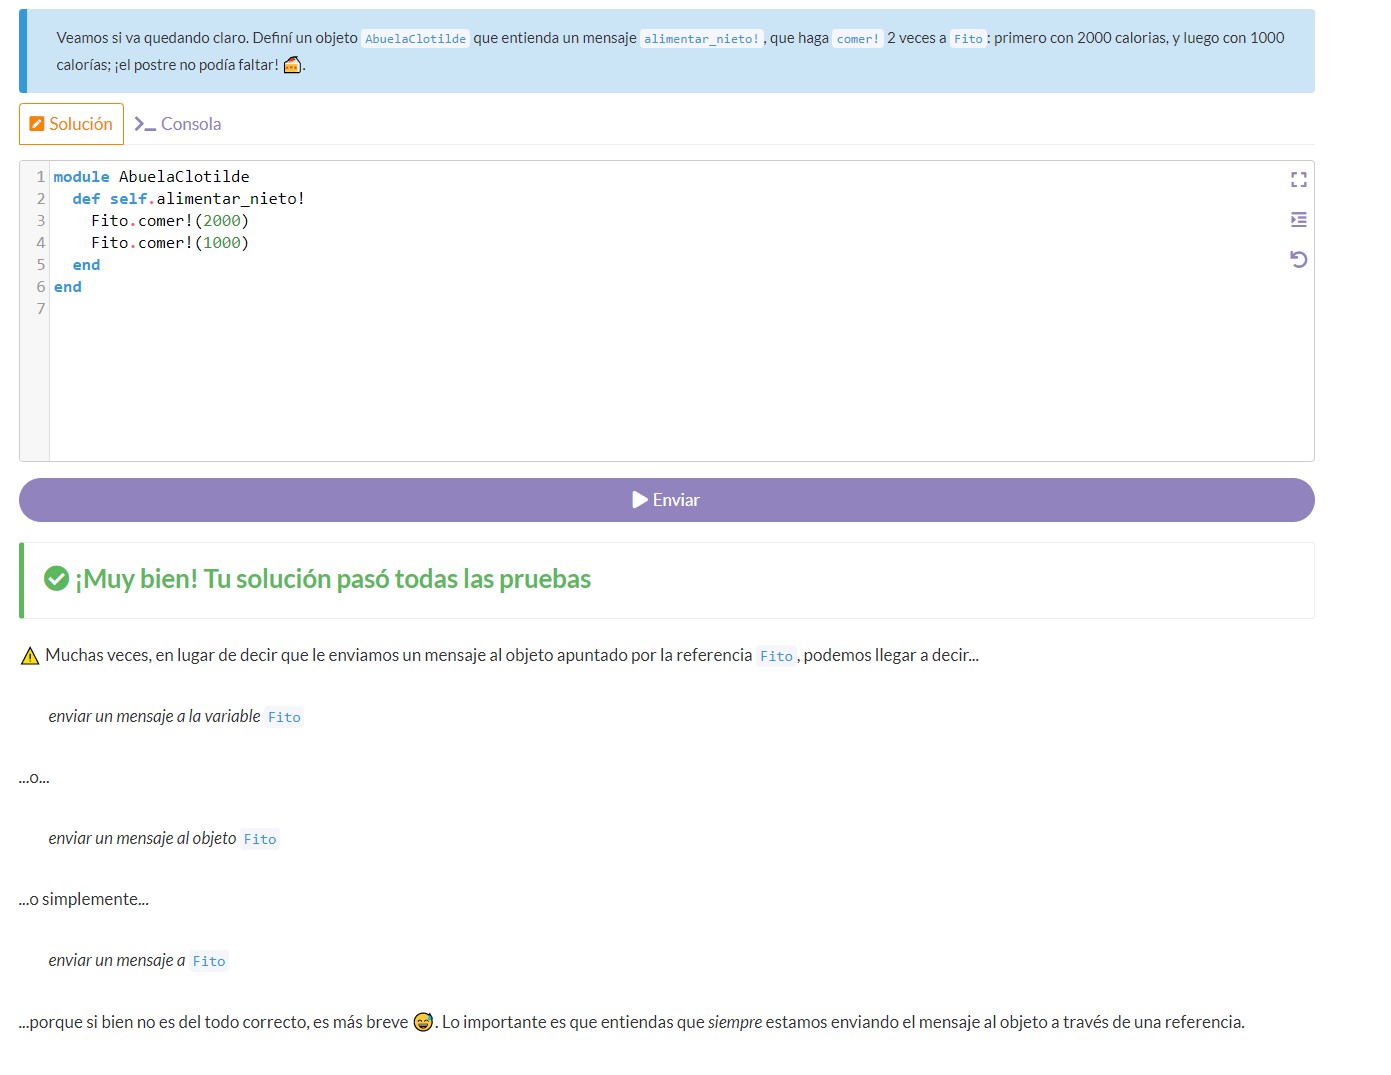 Veamos si va quedando claro. Definí un objeto AbuelaClotilde que entienda un mensaje alimentar_nieto!, que haga comer! 2 veces a Fito: primero con 2000 calorias, y luego con 1000
calorías; ¡el postre no podía faltar! 🍰.
Solución Consola
1 module AbuelaClotilde
2   def self.alimentar_nieto!
3     Fito.comer!(2000)
4     Fito.comer!(1000)
5   end
6 end
7
Enviar
¡Muy bien! Tu solución pasó todas las pruebas
⚠️ Muchas veces, en lugar de decir que le enviamos un mensaje al objeto apuntado por la referencia Fito, podemos llegar a decir...
enviar un mensaje a la variable Fito
...o...
enviar un mensaje al objeto Fito
...o simplemente...
enviar un mensaje a Fito
...porque si bien no es del todo correcto, es más breve 😅. Lo importante es que entiendas que siempre estamos enviando el mensaje al objeto a través de una referencia.